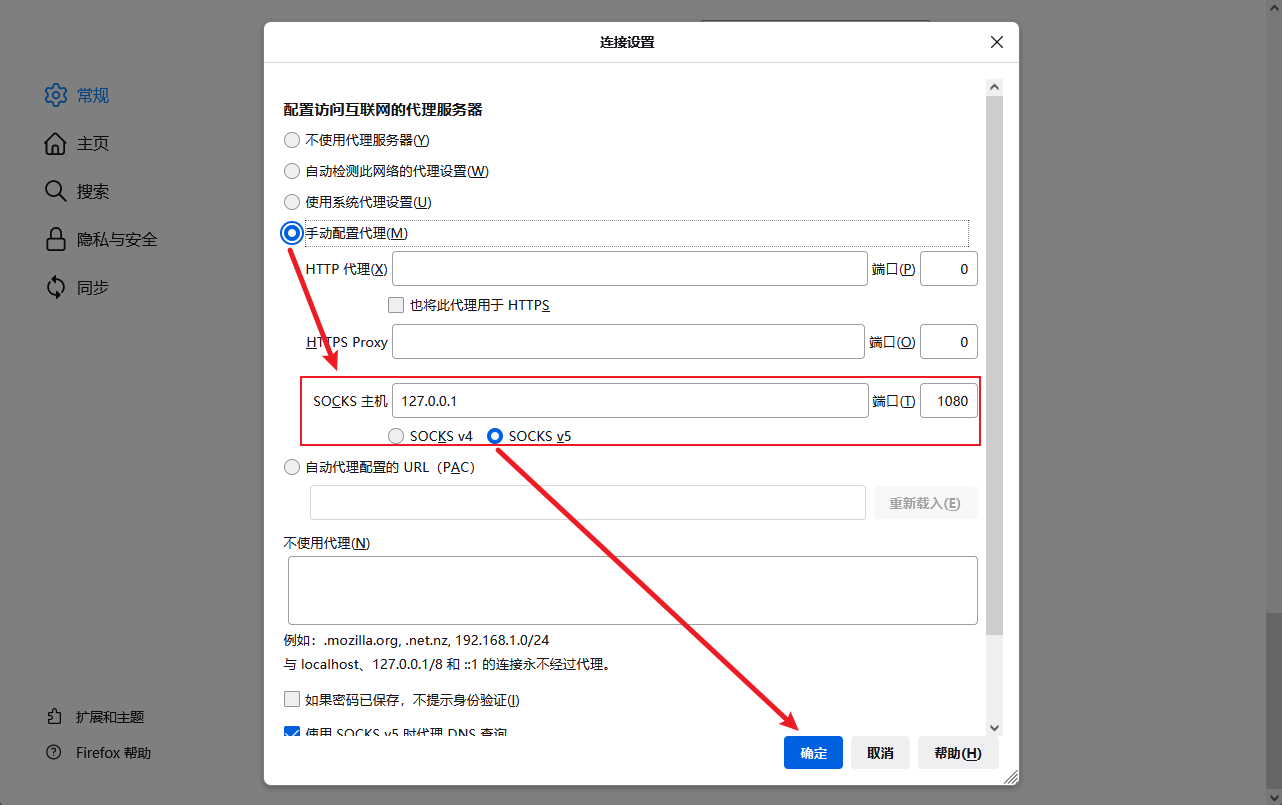 连接设置
常规
主页
搜索
隐私与安全
同步
扩展和主题
Firefox 帮助
配置访问互联网的代理服务器
不使用代理服务器(Y)
自动检测此网络的代理设置(W)
使用系统代理设置(U)
手动配置代理(M)
HTTP 代理(X) 端口(P) 0
也将此代理用于 HTTPS
HTTPS Proxy 端口(O) 0
SOCKS 主机 127.0.0.1 端口(T) 1080
SOCKS v4 SOCKS v5
自动代理配置的 URL（PAC）
重新载入(E)
不使用代理(N)
例如：.mozilla.org, .net.nz, 192.168.1.0/24
与 localhost、127.0.0.1/8 和 ::1 的连接永不经过代理。
如果密码已保存，不提示身份验证(I)
使用 SOCKS v5 时代理 DNS 查询
确定 取消 帮助(H)